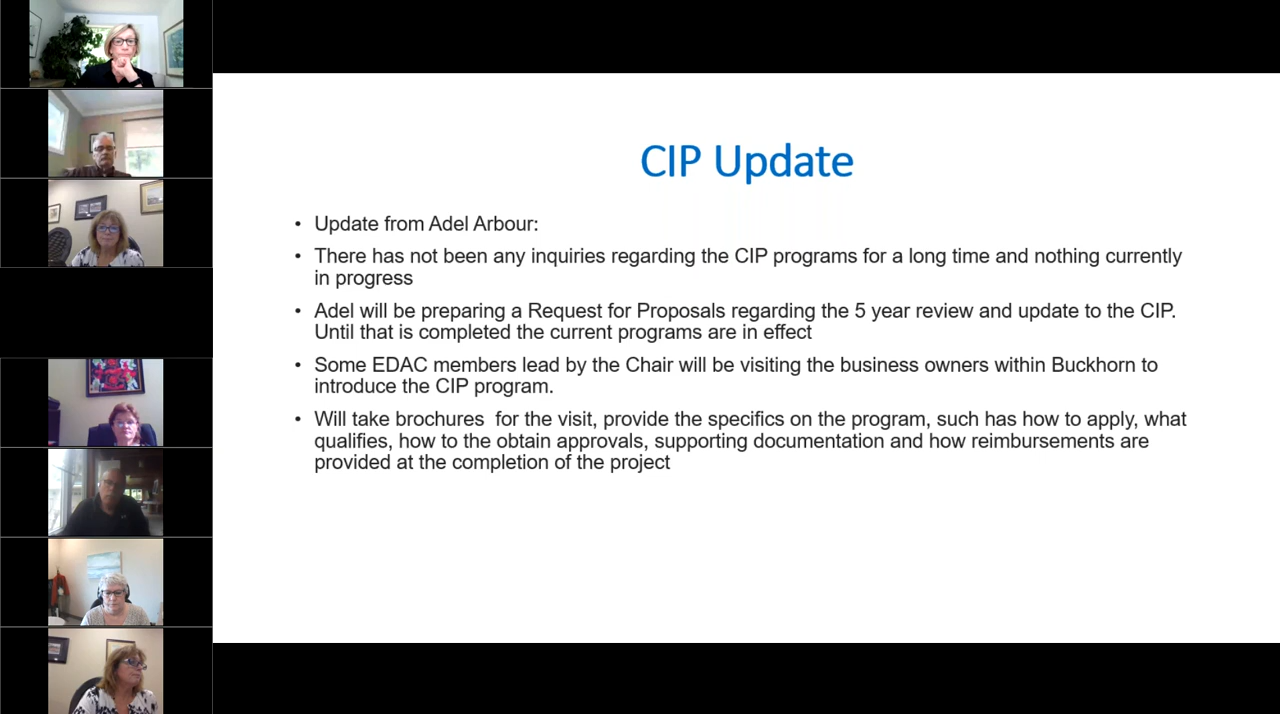 CIP Update
• Update from Adel Arbour:
• There has not been any inquiries regarding the CIP programs for a long time and nothing currently
in progress
• Adel will be preparing a Request for Proposals regarding the 5 year review and update to the CIP.
Until that is completed the current programs are in effect
• Some EDAC members lead by the Chair will be visiting the business owners within Buckhorn to
introduce the CIP program.
• Will take brochures  for the visit, provide the specifics on the program, such has how to apply, what
qualifies, how to the obtain approvals, supporting documentation and how reimbursements are
provided at the completion of the project